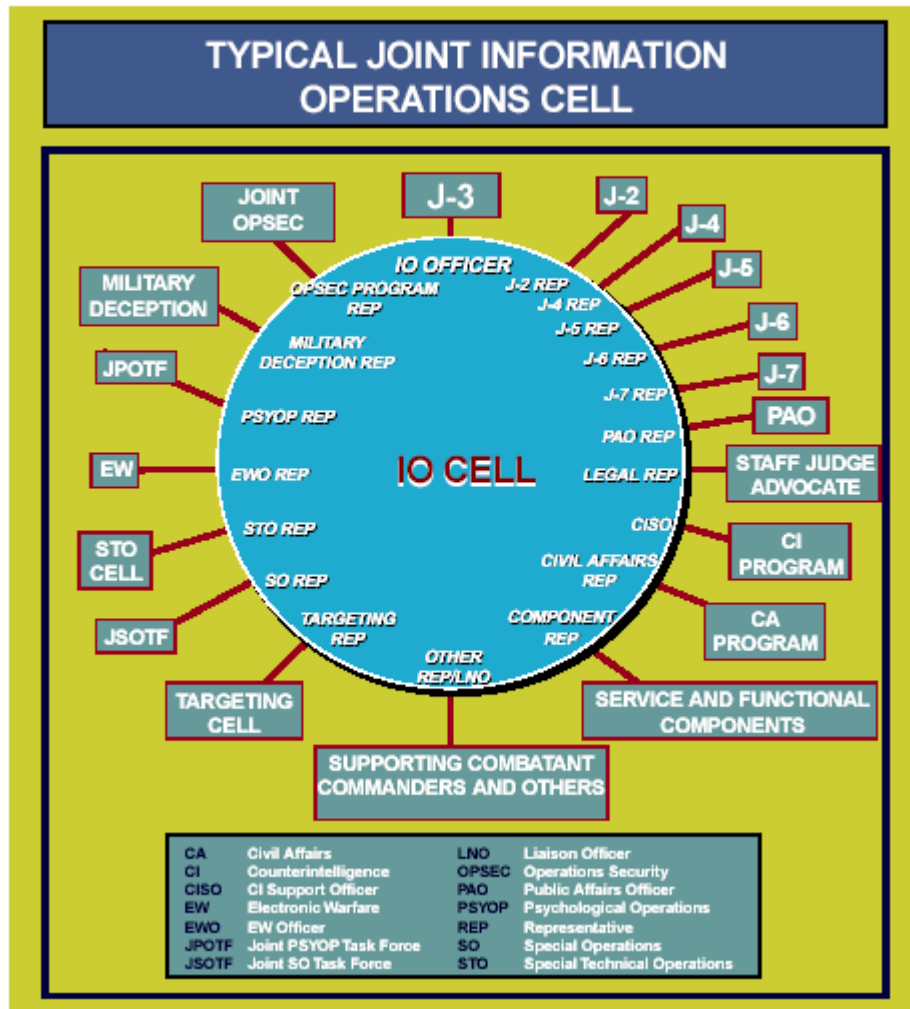 TYPICAL JOINT INFORMATION
OPERATIONS CELL
J-3
JOINT
OPSEC
MILITARY
DECEPTION
JPOTF
EW
STO
CELL
JSOTF
TARGETING
CELL
SUPPORTING COMBATANT
COMMANDERS AND OTHERS
J-2
J-4
J-5
J-6
J-7
PAO
STAFF JUDGE
ADVOCATE
CI
PROGRAM
CA
PROGRAM
SERVICE AND FUNCTIONAL
COMPONENTS
IO OFFICER
OPSEC PROGRAM
REP
MILITARY
DECEPTION REP
PSYOP REP
EWO REP
STO REP
SO REP
TARGETING
REP
OTHER
REP/LNO
J-2 REP
J-4 REP
J-5 REP
J-6 REP
J-7 REP
PAO REP
LEGAL REP
CISO
CIVIL AFFAIRS
REP
COMPONENT
REP
IO CELL
CA Civil Affairs
CI Counterintelligence
CISO CI Support Officer
EW Electronic Warfare
EWO EW Officer
JPOTF Joint PSYOP Task Force
JSOTF Joint SO Task Force
LNO Liaison Officer
OPSEC Operations Security
PAO Public Affairs Officer
PSYOP Psychological Operations
REP Representative
SO Special Operations
STO Special Technical Operations